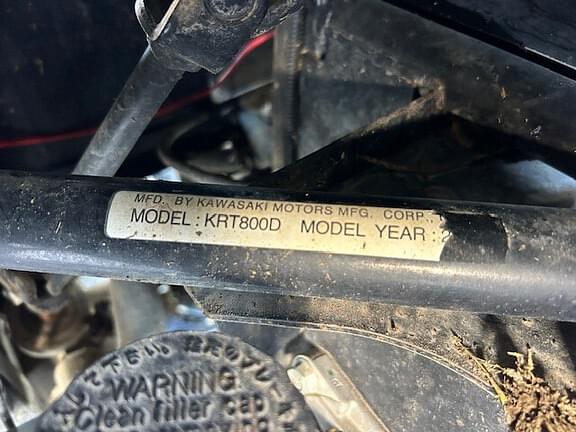 MFD. BY KAWASAKI MOTORS MFG. CORP.,
MODEL : KRT800D MODEL YEAR :
WARNING
Clean filler cap